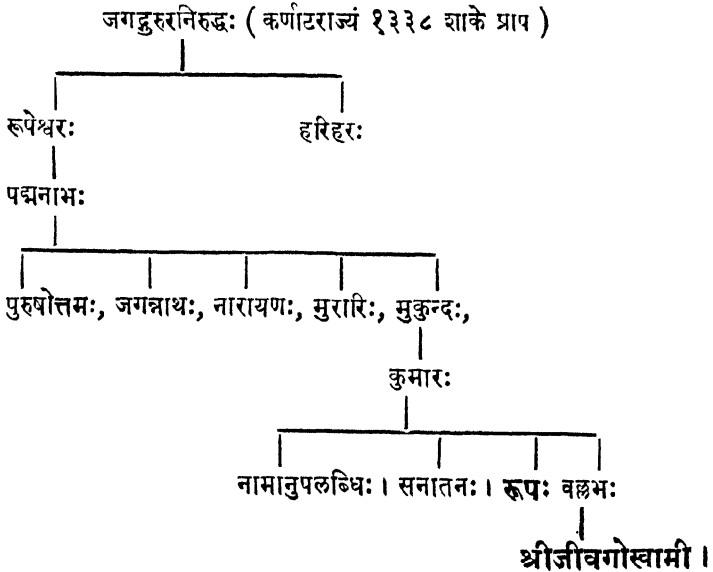 जगद्गुरुरनिरुद्धः ( कर्णाटराज्यं १३३८ शाके प्राप )
रूपेश्वरः हरिहरः
पद्मनाभः
पुरुषोत्तमः, जगन्नाथः, नारायणः, मुरारिः, मुकुन्दः,
कुमारः
नामानुपलब्धिः । सनातनः । रूपः वल्लभः
श्रीजीवगोस्वामी ।